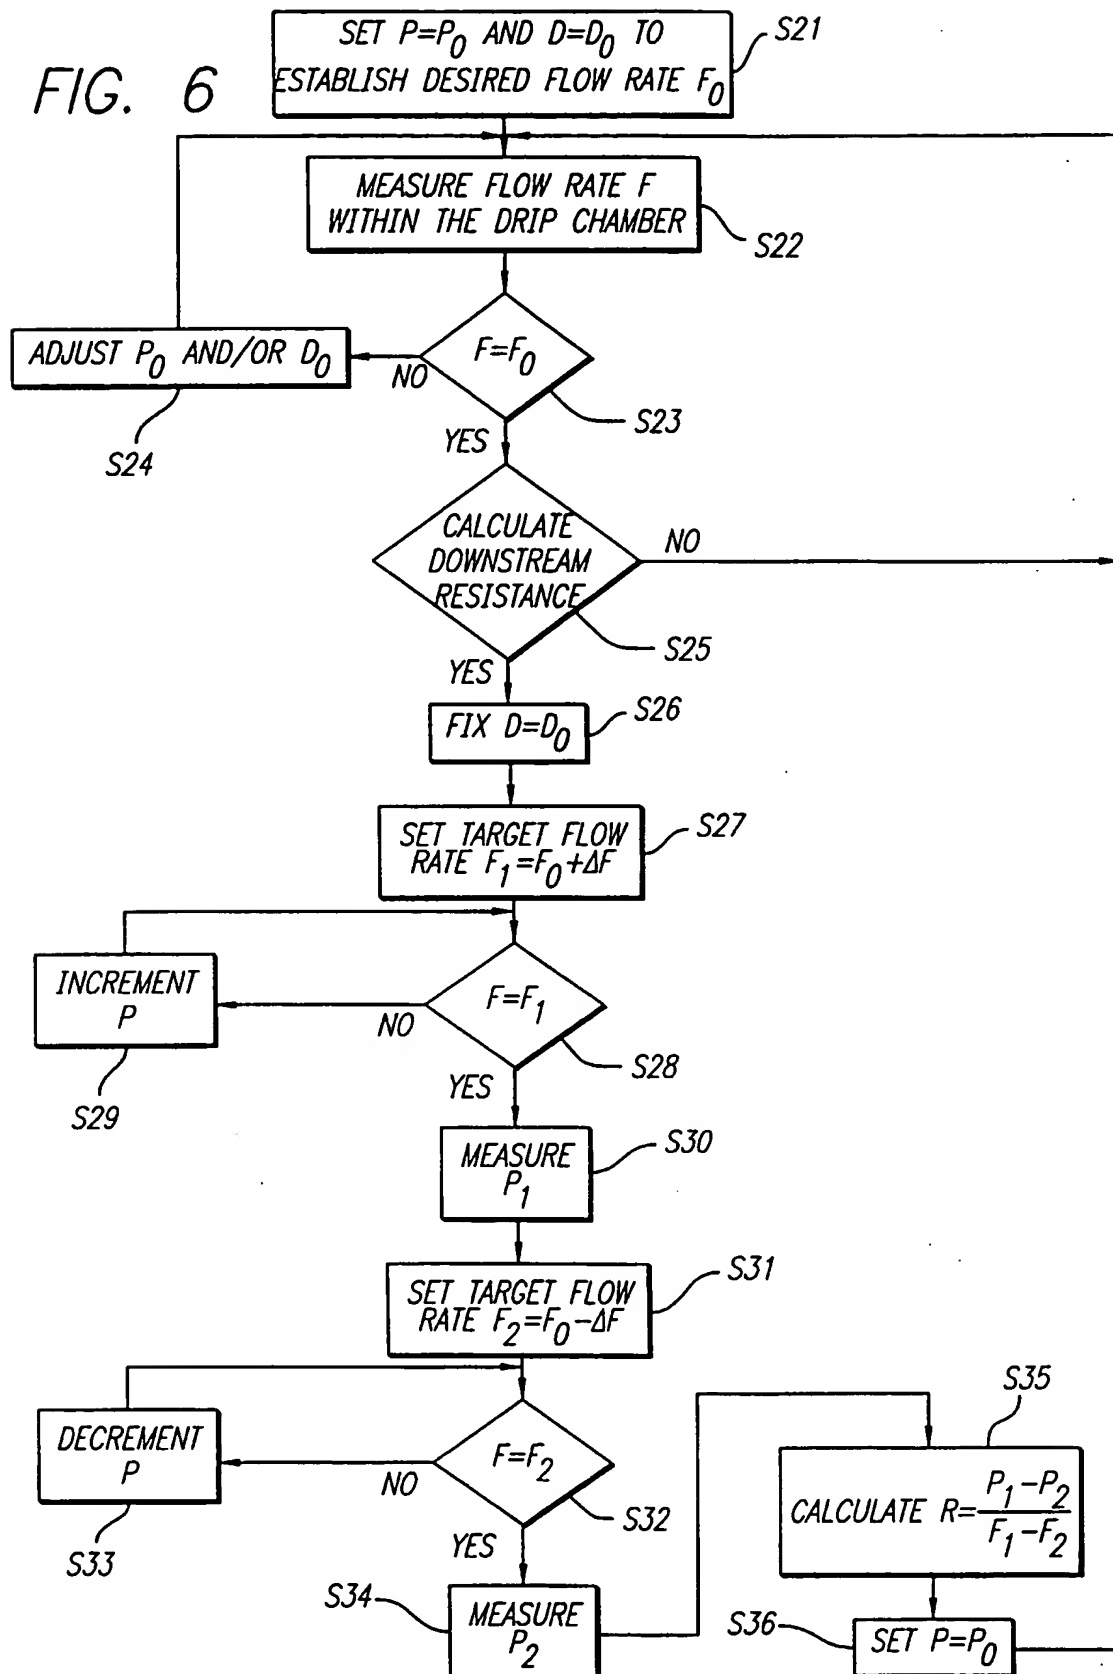 FIG. 6
SET P=P0 AND D=D0 TO
ESTABLISH DESIRED FLOW RATE F0
S21
MEASURE FLOW RATE F
WITHIN THE DRIP CHAMBER
S22
F=F0
S23
NO
ADJUST P0 AND/OR D0
S24
YES
CALCULATE
DOWNSTREAM
RESISTANCE
NO
S25
YES
FIX D=D0
S26
SET TARGET FLOW
RATE F1=F0+ΔF
S27
F=F1
S28
NO
INCREMENT
P
S29
YES
MEASURE
P1
S30
SET TARGET FLOW
RATE F2=F0-ΔF
S31
F=F2
S32
NO
DECREMENT
P
S33
YES
MEASURE
P2
S34
S35
CALCULATE R=P1-P2
F1-F2
SET P=P0
S36